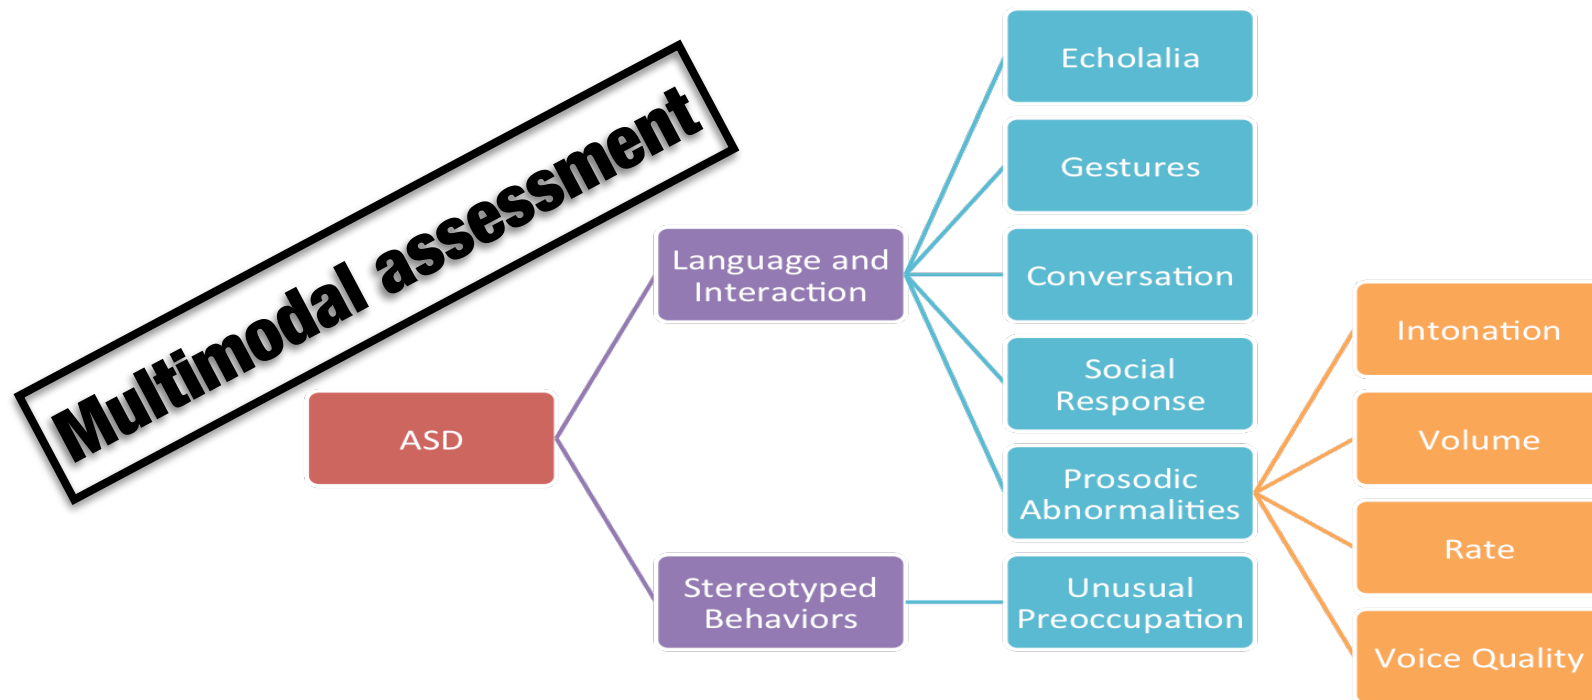 Multimodal assessment
ASD
Language and
Interaction
Stereotyped
Behaviors
Echolalia
Gestures
Conversation
Social
Response
Prosodic
Abnormalities
Unusual
Preoccupation
Intonation
Volume
Rate
Voice Quality